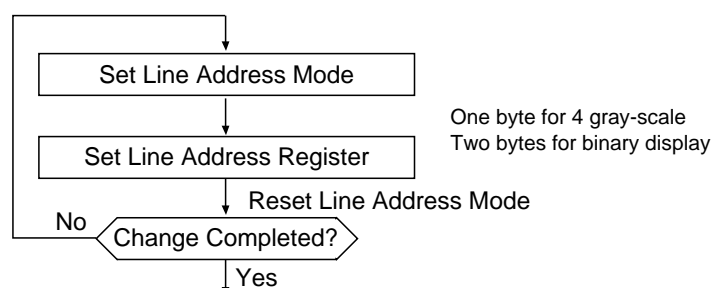 Set Line Address Mode
One byte for 4 gray-scale
Two bytes for binary display
Set Line Address Register
Reset Line Address Mode
No
Change Completed?
Yes